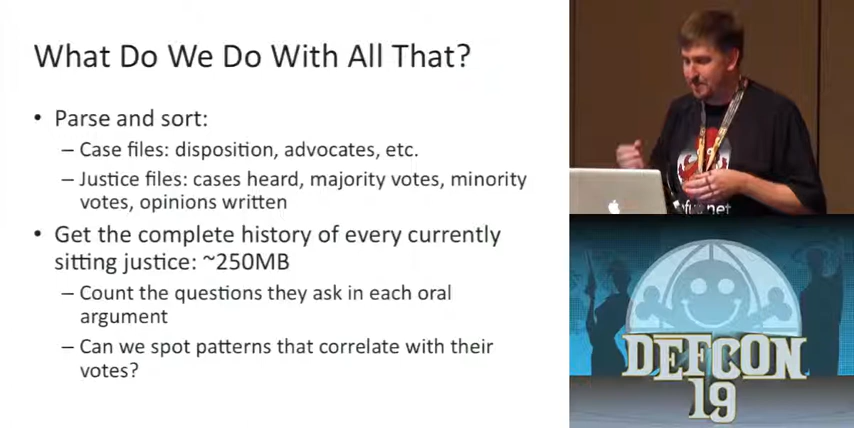 What Do We Do With All That?
• Parse and sort:
– Case files: disposition, advocates, etc.
– Justice files: cases heard, majority votes, minority
votes, opinions written
• Get the complete history of every currently
sitting justice: ~250MB
– Count the questions they ask in each oral
argument
– Can we spot patterns that correlate with their
votes?
DEFCON
19